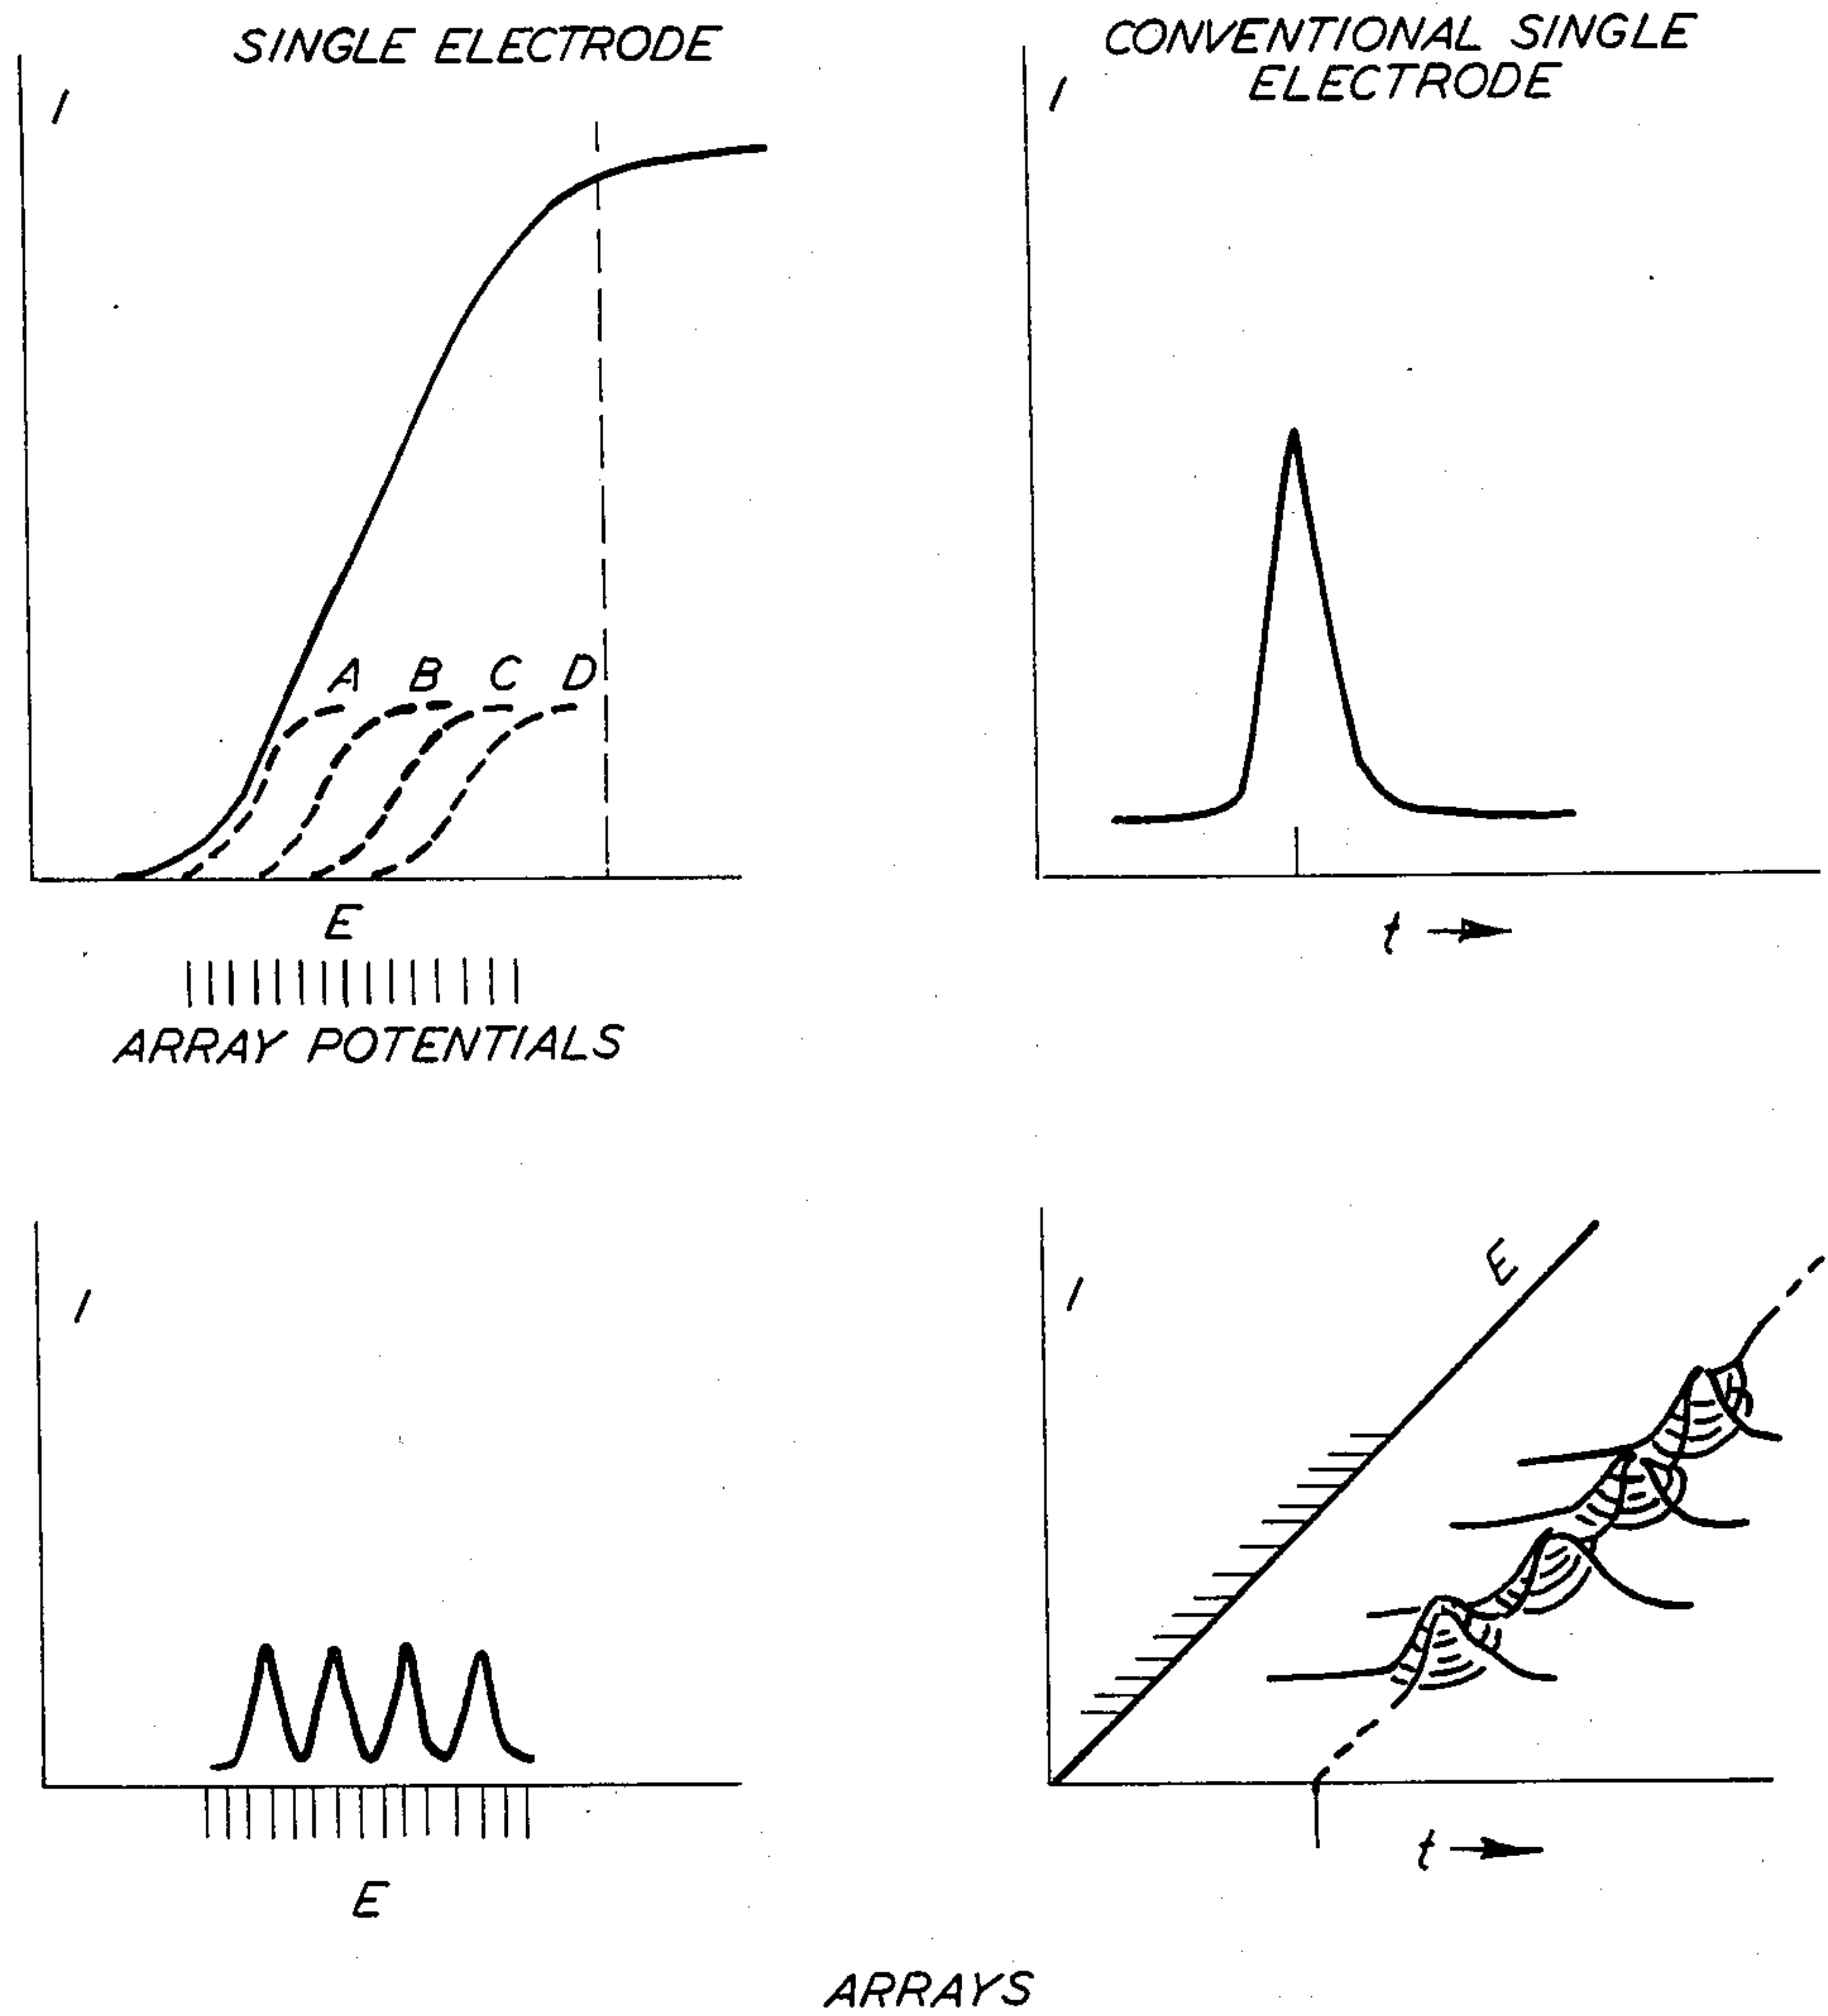 SINGLE ELECTRODE
I
A B C D
E
ARRAY POTENTIALS
CONVENTIONAL SINGLE
ELECTRODE
I
t
I
E
I
E
t
ARRAYS